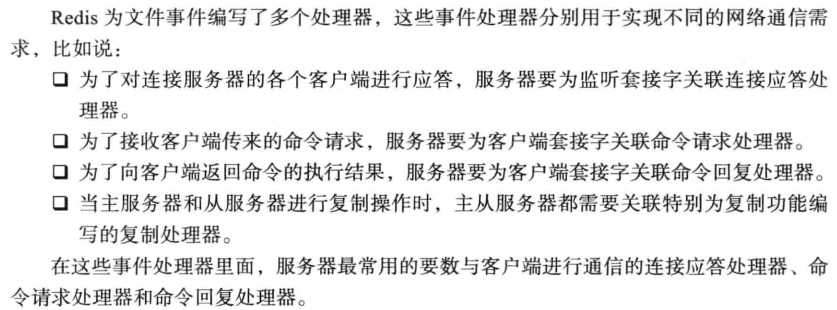 Redis 为文件事件编写了多个处理器，这些事件处理器分别用于实现不同的网络通信需
求，比如说：
❏ 为了对连接服务器的各个客户端进行应答，服务器要为监听套接字关联连接应答处
理器。
❏ 为了接收客户端传来的命令请求，服务器要为客户端套接字关联命令请求处理器。
❏ 为了向客户端返回命令的执行结果，服务器要为客户端套接字关联命令回复处理器。
❏ 当主服务器和从服务器进行复制操作时，主从服务器都需要关联特别为复制功能编
写的复制处理器。
在这些事件处理器里面，服务器最常用的要数与客户端进行通信的连接应答处理器、命
令请求处理器和命令回复处理器。